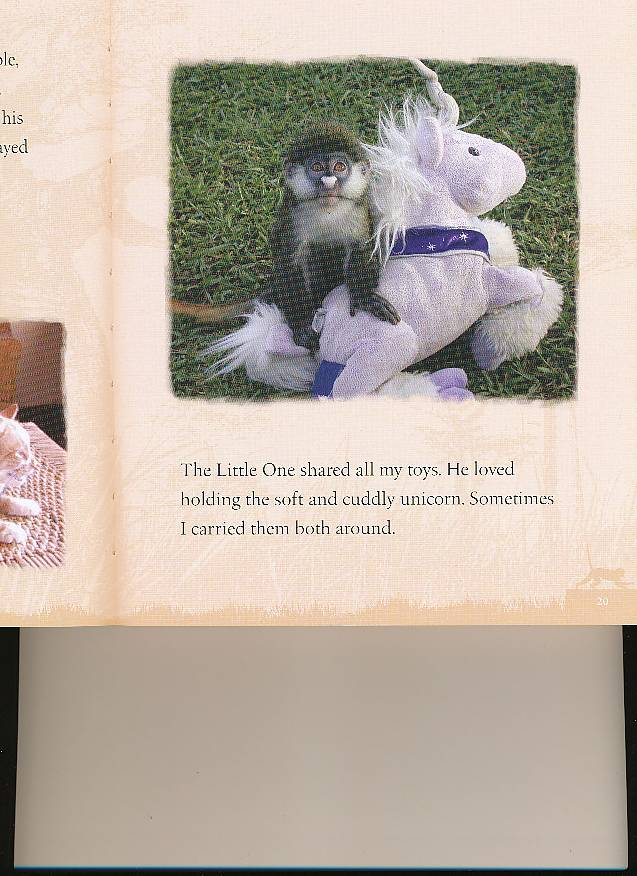 his
The Little One shared all my toys. He loved
holding the soft and cuddly unicorn. Sometimes
I carried them both around.
20